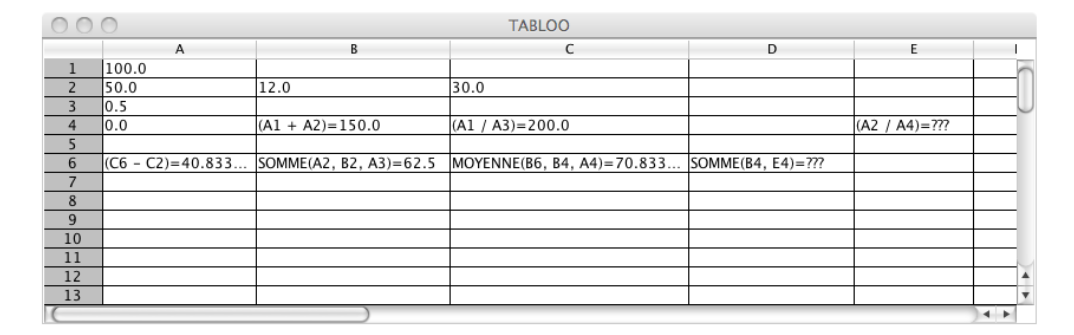 TABLOO
A B C D E
1 100.0
2 50.0 12.0 30.0
3 0.5
4 0.0 (A1 + A2)=150.0 (A1 / A3)=200.0 (A2 / A4)=???
5
6 (C6 - C2)=40.833... SOMME(A2, B2, A3)=62.5 MOYENNE(B6, B4, A4)=70.833... SOMME(B4, E4)=???
7
8
9
10
11
12
13